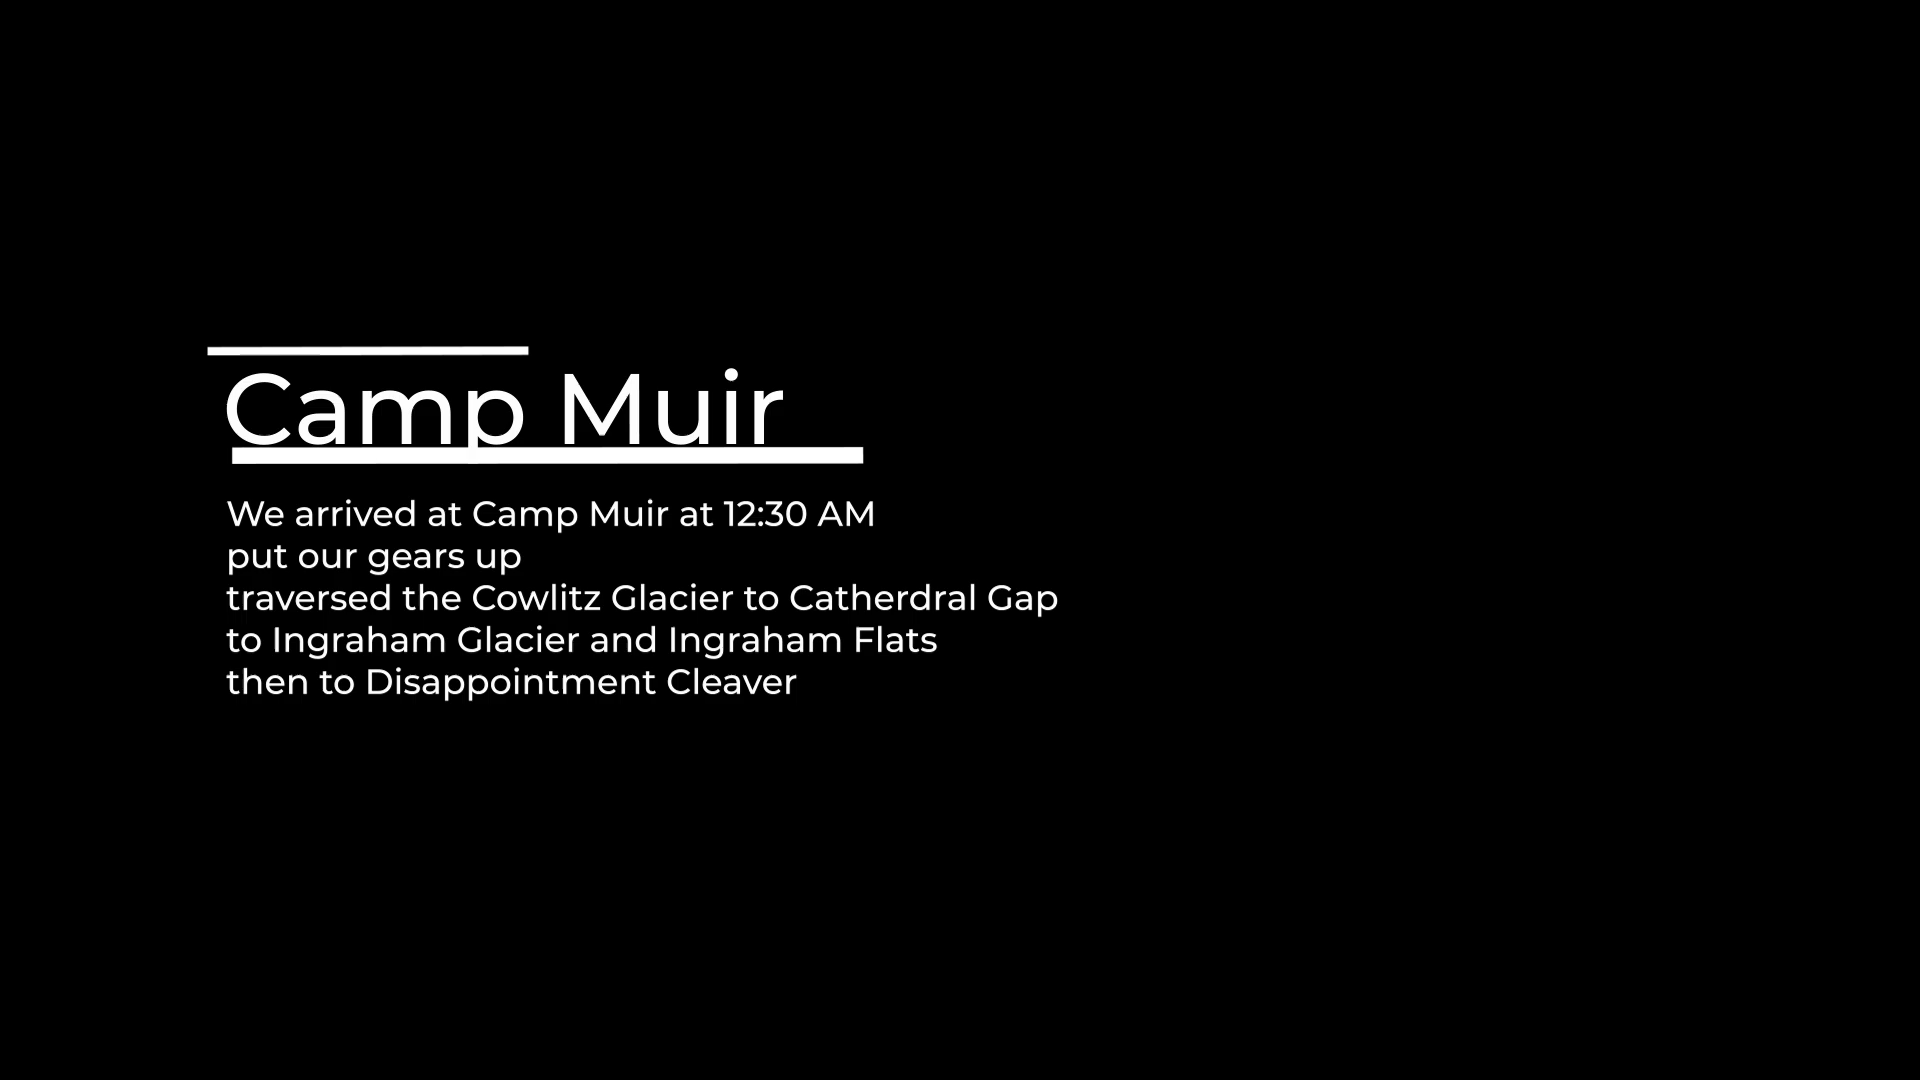 Camp Muir
We arrived at Camp Muir at 12:30 AM
put our gears up
traversed the Cowlitz Glacier to Catherdral Gap
to Ingraham Glacier and Ingraham Flats
then to Disappointment Cleaver